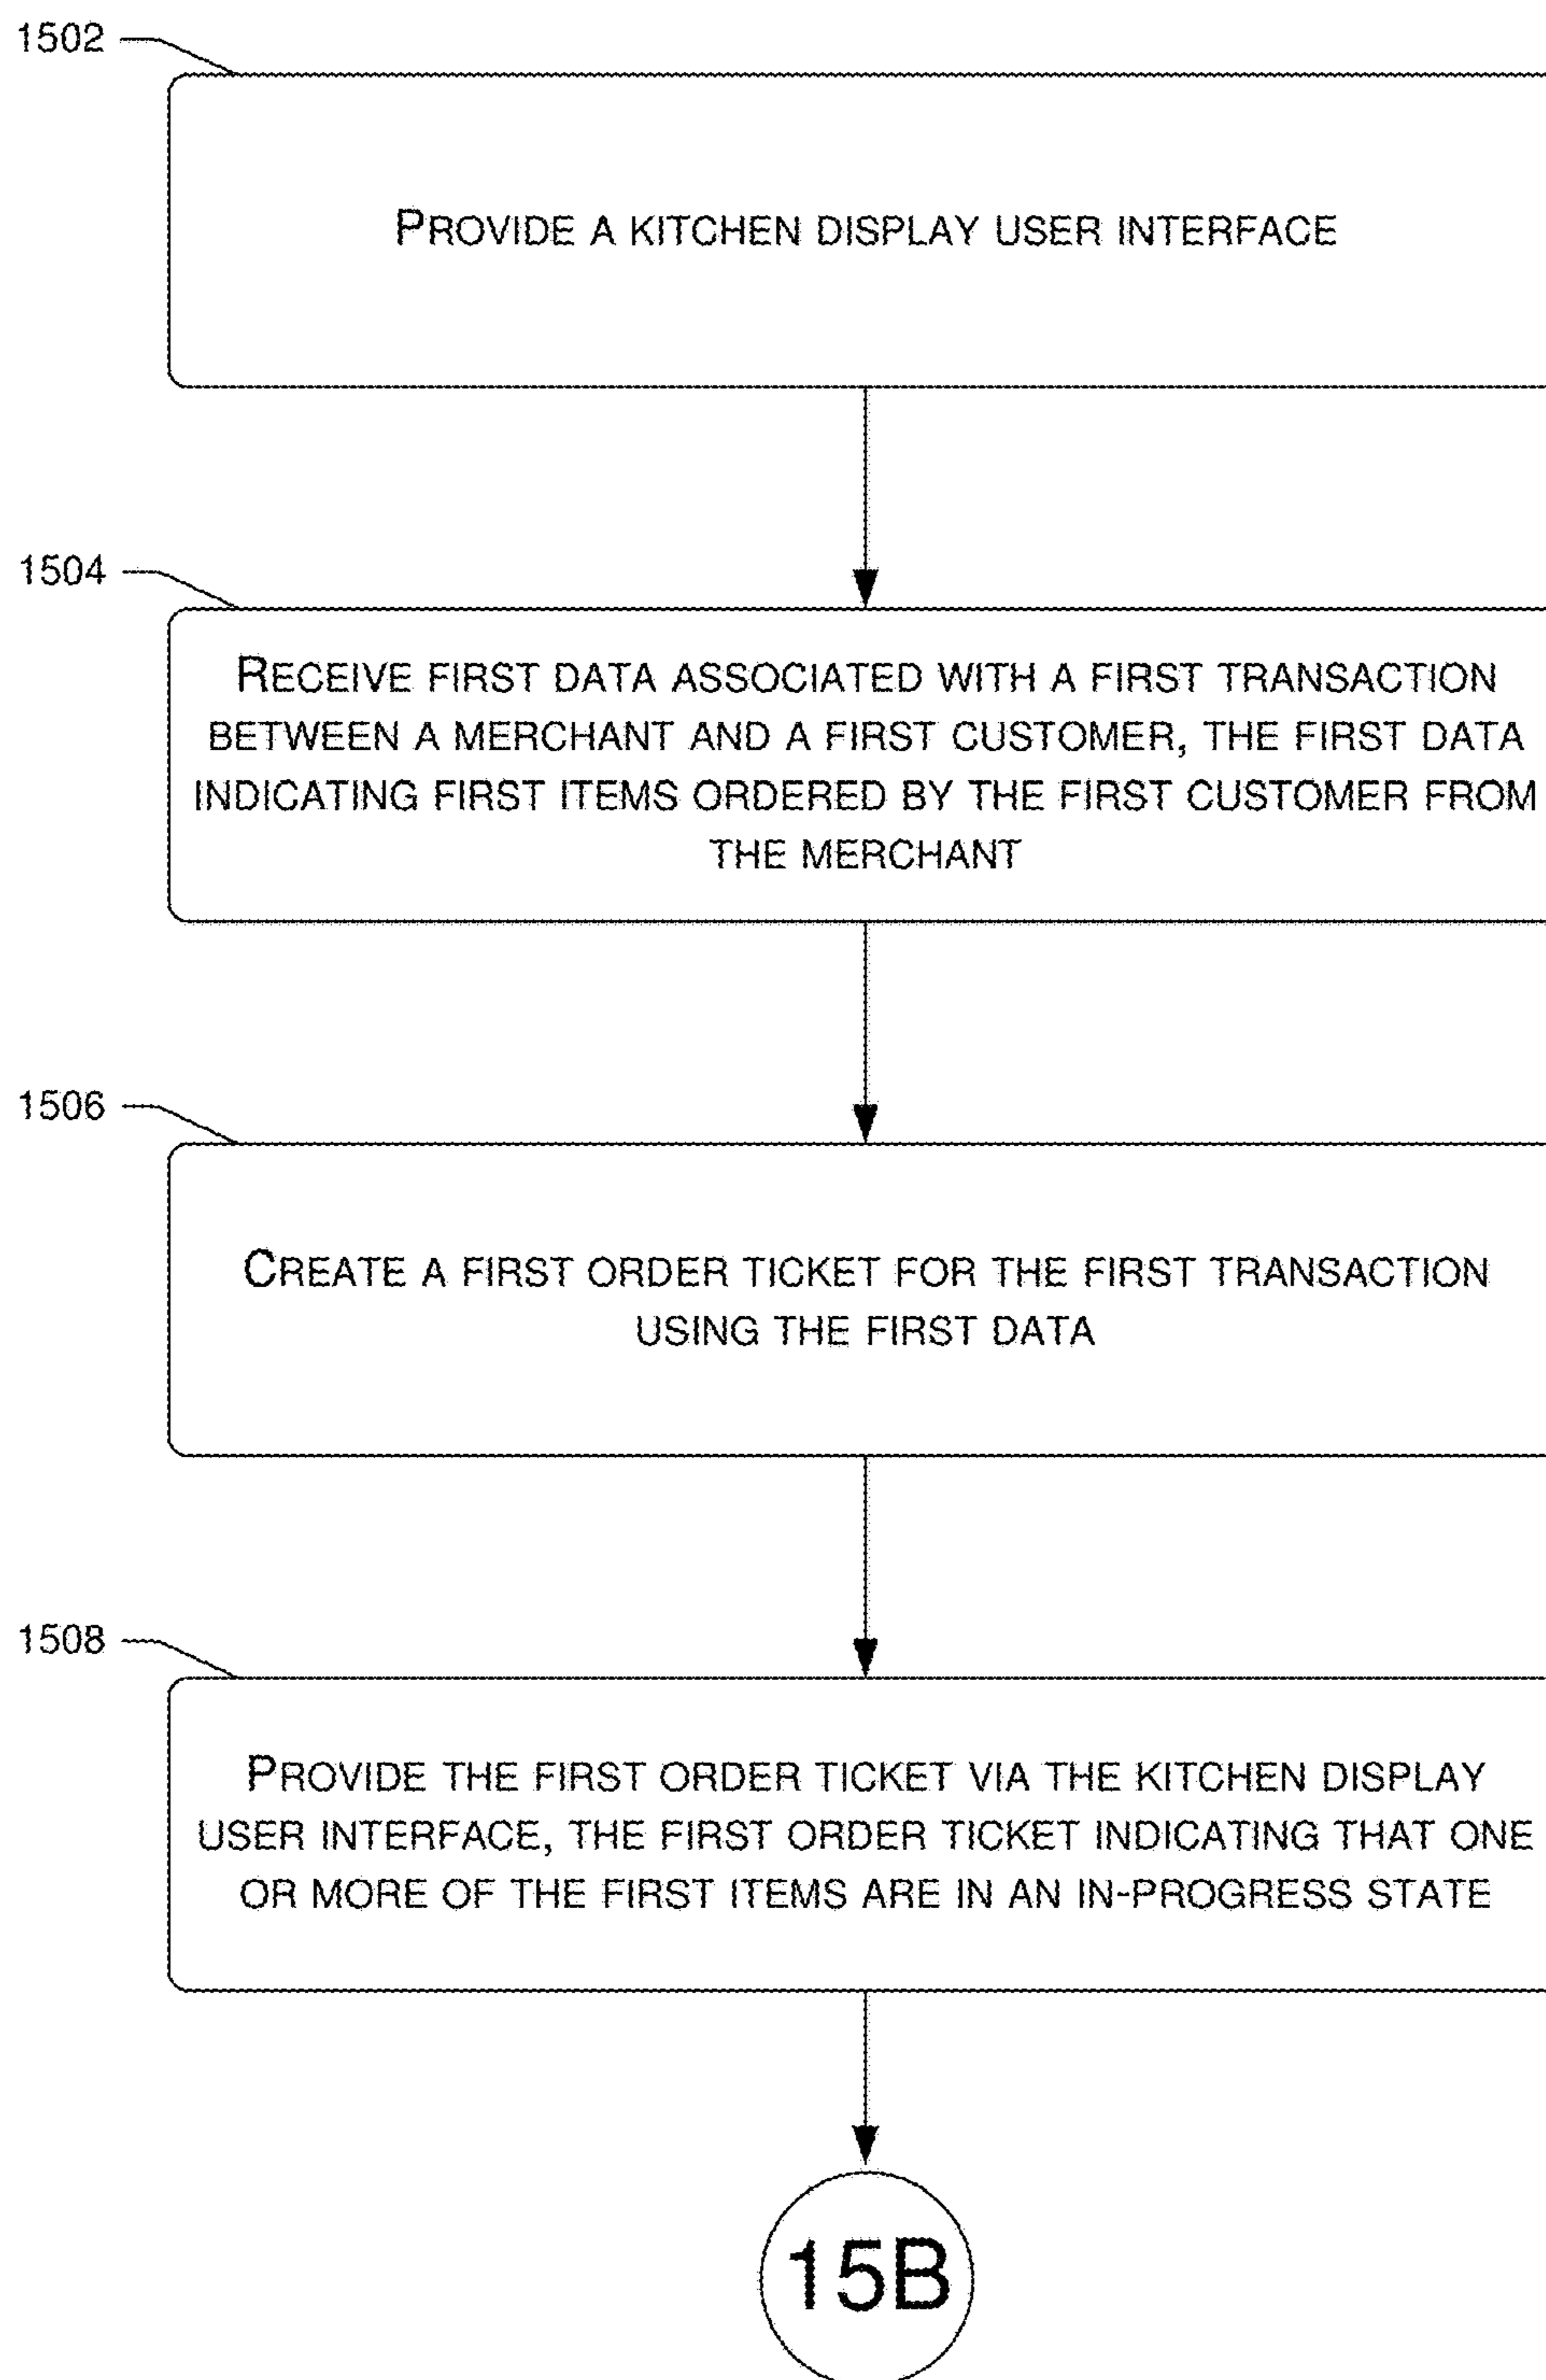 1502
PROVIDE A KITCHEN DISPLAY USER INTERFACE
1504
RECEIVE FIRST DATA ASSOCIATED WITH A FIRST TRANSACTION
BETWEEN A MERCHANT AND A FIRST CUSTOMER, THE FIRST DATA
INDICATING FIRST ITEMS ORDERED BY THE FIRST CUSTOMER FROM
THE MERCHANT
1506
CREATE A FIRST ORDER TICKET FOR THE FIRST TRANSACTION
USING THE FIRST DATA
1508
PROVIDE THE FIRST ORDER TICKET VIA THE KITCHEN DISPLAY
USER INTERFACE, THE FIRST ORDER TICKET INDICATING THAT ONE
OR MORE OF THE FIRST ITEMS ARE IN AN IN-PROGRESS STATE
15B